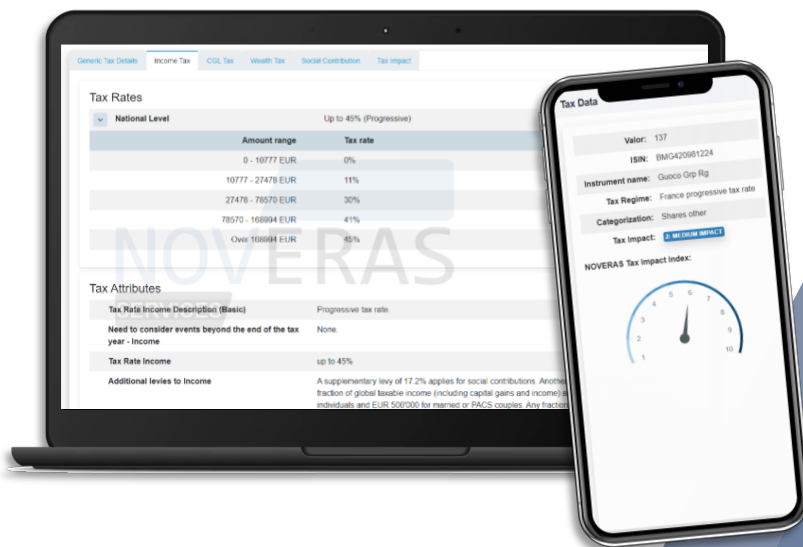 Generic Tax Details Income Tax CGL Tax Wealth Tax Social Contribution Tax Impact
Tax Rates
National Level Up to 45% (Progressive)
Amount range Tax rate
0 - 10777 EUR 0%
10777 - 27478 EUR 11%
27478 - 78570 EUR 30%
78570 - 168994 EUR 41%
Over 168994 EUR 45%
NOVERAS
SERVICES
Tax Attributes
Tax Rate Income Description (Basic) Progressive tax rate.
Need to consider events beyond the end of the tax None.
year - Income
Tax Rate Income up to 45%
Additional levies to Income A supplementary levy of 17.2% applies for social contributions. Another
fraction of global taxable income (including capital gains and income)
individuals and EUR 500'000 for married or PACS couples. Any fraction
Tax Data
Valor: 137
ISIN: BMG420981224
Instrument name: Guoco Grp Rg
Tax Regime: France progressive tax rate
Categorization: Shares other
Tax Impact: 2: MEDIUM IMPACT
NOVERAS Tax Impact Index:
1 2 3 4 5 6 7 8 9 10